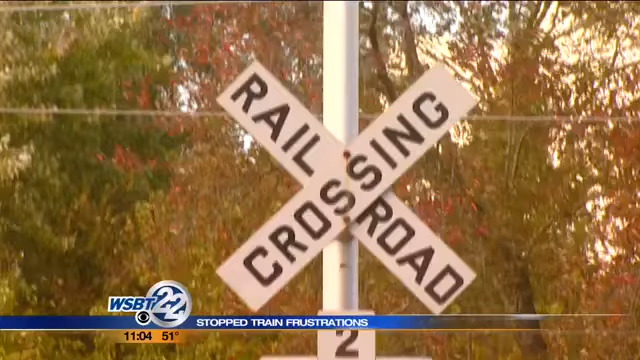 RAIL ROAD
CROSSING
WSBT 22
STOPPED TRAIN FRUSTRATIONS
2
11:04 51°